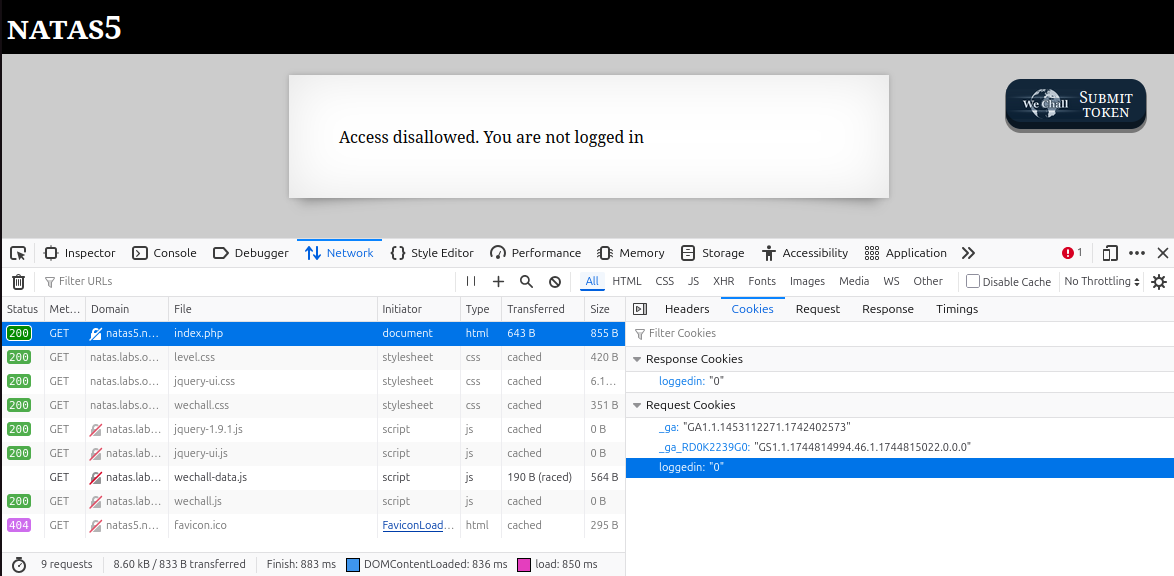 NATAS5
Access disallowed. You are not logged in
We Chall SUBMIT TOKEN
Inspector Console Debugger Network Style Editor Performance Memory Storage Accessibility Application 1
Filter URLs All HTML CSS JS XHR Fonts Images Media WS Other Disable Cache No Throttling
Status Met... Domain File Initiator Type Transferred Size
200 GET natas5.n... index.php document html 643 B 855 B
200 GET natas.labs.o... level.css stylesheet css cached 420 B
200 GET natas.labs.o... jquery-ui.css stylesheet css cached 6.1...
200 GET natas.labs.o... wechall.css stylesheet css cached 351 B
200 GET natas.lab... jquery-1.9.1.js script js cached 0 B
200 GET natas.lab... jquery-ui.js script js cached 0 B
GET natas.lab... wechall-data.js script js 190 B (raced) 564 B
200 GET natas.lab... wechall.js script js cached 0 B
404 GET natas5.n... favicon.ico FaviconLoad... html cached 295 B
9 requests 8.60 kB / 833 B transferred Finish: 883 ms DOMContentLoaded: 836 ms load: 850 ms
Headers Cookies Request Response Timings
Filter Cookies
Response Cookies
loggedin: "0"
Request Cookies
_ga: "GA1.1.1453112271.1742402573"
_ga_RD0K2239G0: "GS1.1.1744814994.46.1.1744815022.0.0.0"
loggedin: "0"